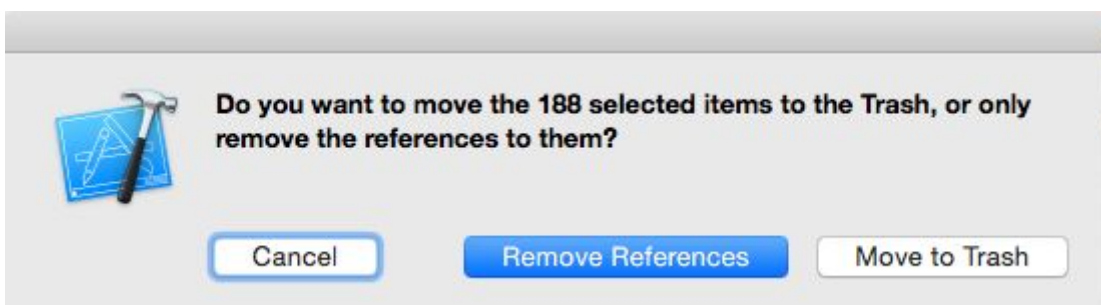 Do you want to move the 188 selected items to the Trash, or only
remove the references to them?
Cancel
Remove References
Move to Trash